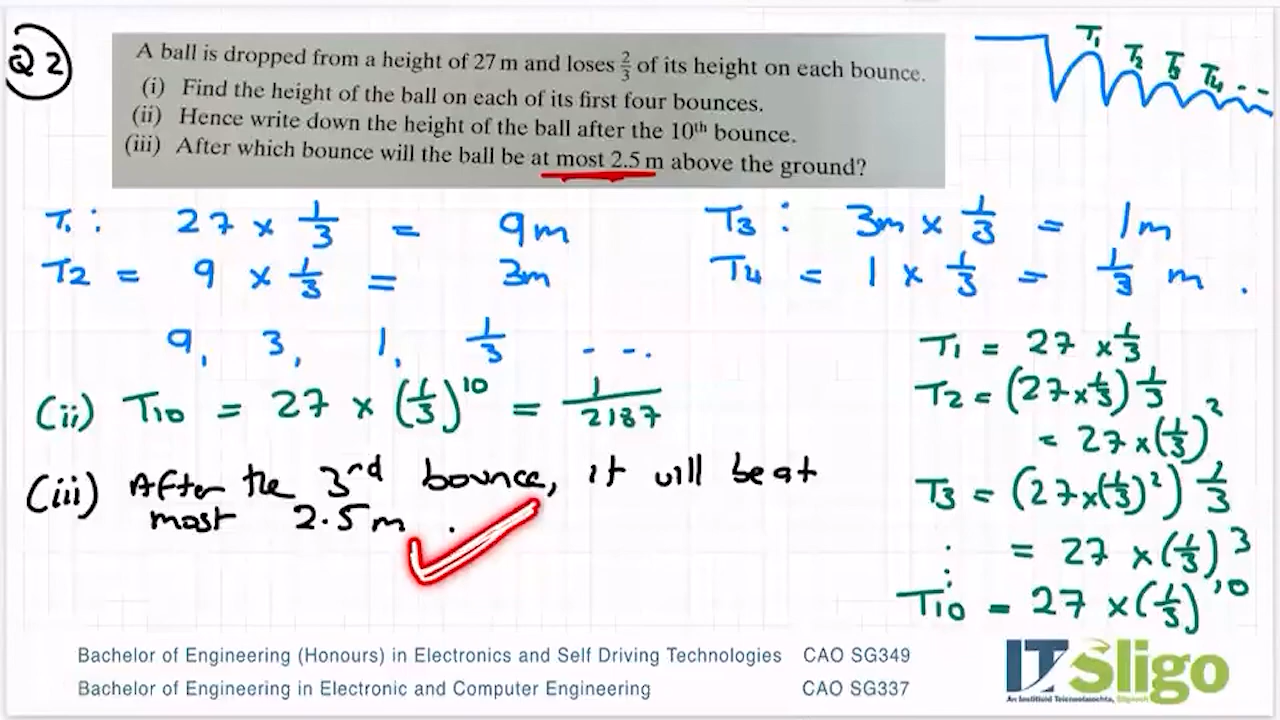 Q2
A ball is dropped from a height of 27 m and loses 2/3 of its height on each bounce.
(i) Find the height of the ball on each of its first four bounces.
(ii) Hence write down the height of the ball after the 10th bounce.
(iii) After which bounce will the ball be at most 2.5 m above the ground?
T1 T2 T3 T4 . - -
T1 : 27 × 1/3 = 9m
T2 = 9 × 1/3 = 3m
T3 : 3m × 1/3 = 1m
T4 = 1 × 1/3 = 1/3 m .
9, 3, 1, 1/3 - - .
(ii) T10 = 27 × (1/3)^10 = 1/2187
(iii) After the 3rd bounce, it will be at
most 2.5 m .
T1 = 27 × 1/3
T2 = (27 × 1/3) 1/3
= 27 × (1/3)^2
T3 = (27 × (1/3)^2) 1/3
: = 27 × (1/3)^3
T10 = 27 × (1/3)^10
Bachelor of Engineering (Honours) in Electronics and Self Driving Technologies CAO SG349
Bachelor of Engineering in Electronic and Computer Engineering CAO SG337
IT Sligo
An Institiúid Teicneolaíochta, Sligeach